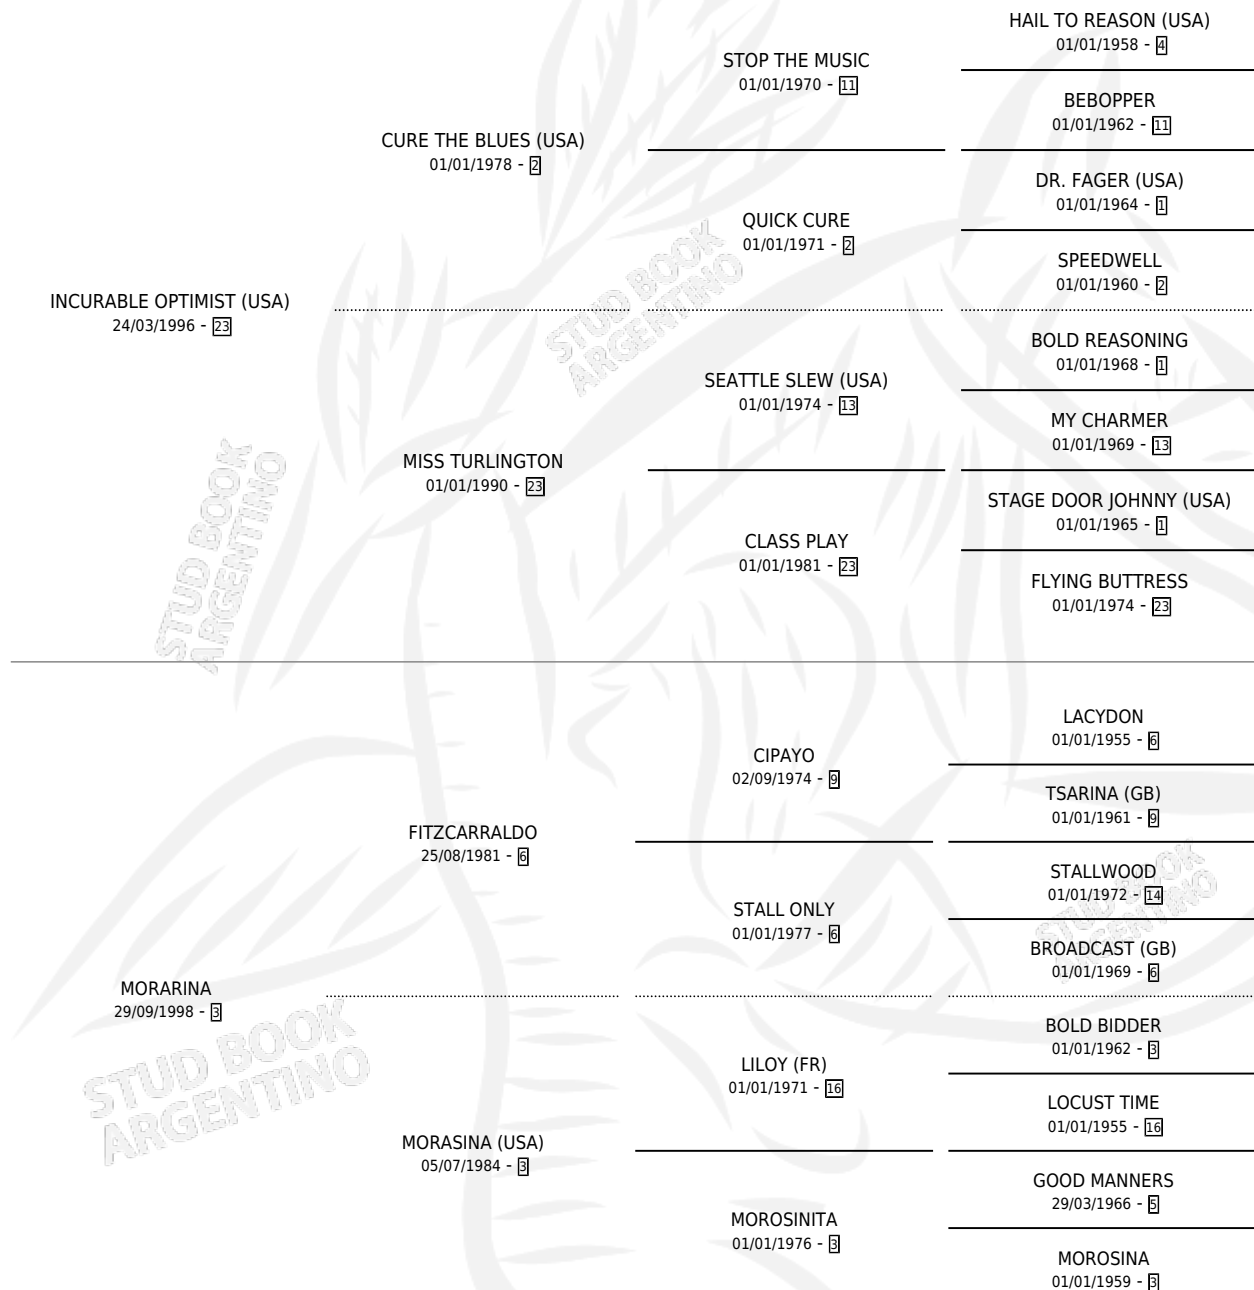 HAIL TO REASON (USA)
01/01/1958 - 4
STOP THE MUSIC
01/01/1970 - 11
BEBOPPER
01/01/1962 - 11
CURE THE BLUES (USA)
01/01/1978 - 2
DR. FAGER (USA)
01/01/1964 - 1
QUICK CURE
01/01/1971 - 2
SPEEDWELL
01/01/1960 - 2
INCURABLE OPTIMIST (USA)
24/03/1996 - 23
BOLD REASONING
01/01/1968 - 1
SEATTLE SLEW (USA)
01/01/1974 - 13
MY CHARMER
01/01/1969 - 13
MISS TURLINGTON
01/01/1990 - 23
STAGE DOOR JOHNNY (USA)
01/01/1965 - 1
CLASS PLAY
01/01/1981 - 23
FLYING BUTTRESS
01/01/1974 - 23
LACYDON
01/01/1955 - 6
CIPAYO
02/09/1974 - 9
TSARINA (GB)
01/01/1961 - 9
FITZCARRALDO
25/08/1981 - 6
STALLWOOD
01/01/1972 - 14
STALL ONLY
01/01/1977 - 6
BROADCAST (GB)
01/01/1969 - 6
MORARINA
29/09/1998 - 3
BOLD BIDDER
01/01/1962 - 3
LILOY (FR)
01/01/1971 - 16
LOCUST TIME
01/01/1955 - 16
MORASINA (USA)
05/07/1984 - 3
GOOD MANNERS
29/03/1966 - 5
MOROSINITA
01/01/1976 - 3
MOROSINA
01/01/1959 - 3
STUD BOOK
ARGENTINO
STUD BOOK
ARGENTINO
STUD BOOK
ARGENTINO
STUD BOOK
ARGENTINO